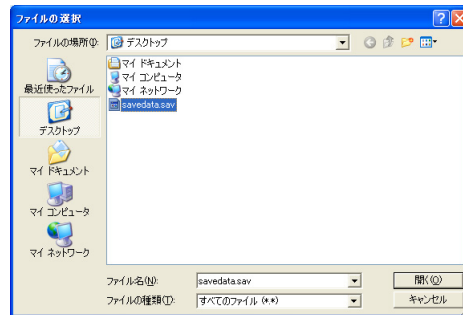 ファイルの選択
ファイルの場所(I):
デスクトップ
最近使ったファイル
デスクトップ
マイ ドキュメント
マイ コンピュータ
マイ ネットワーク
マイ ドキュメント
マイ コンピュータ
マイ ネットワーク
savedata.sav
ファイル名(N):
savedata.sav
開く(O)
ファイルの種類(T):
すべてのファイル (*.*)
キャンセル